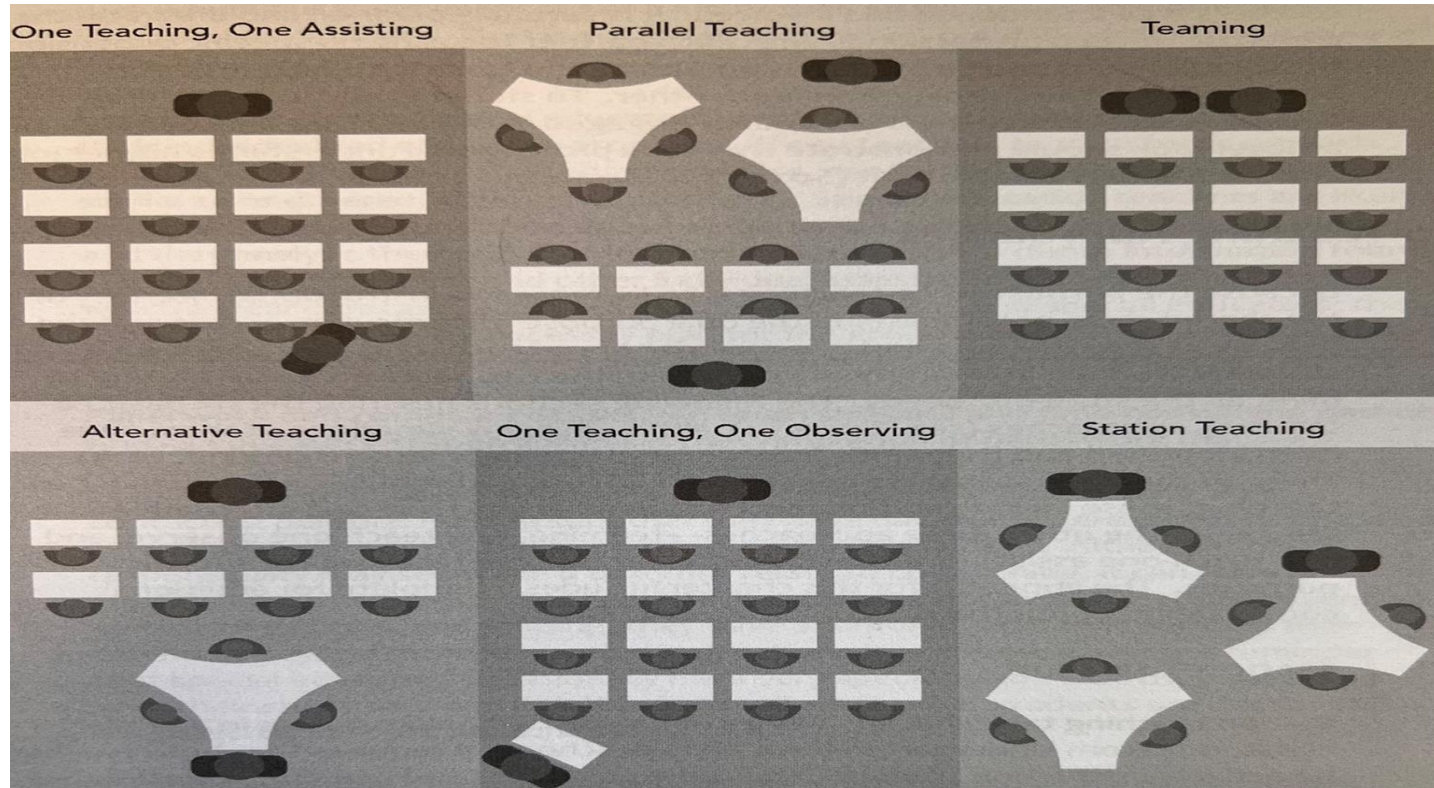 One Teaching, One Assisting
Parallel Teaching
Teaming
Alternative Teaching
One Teaching, One Observing
Station Teaching